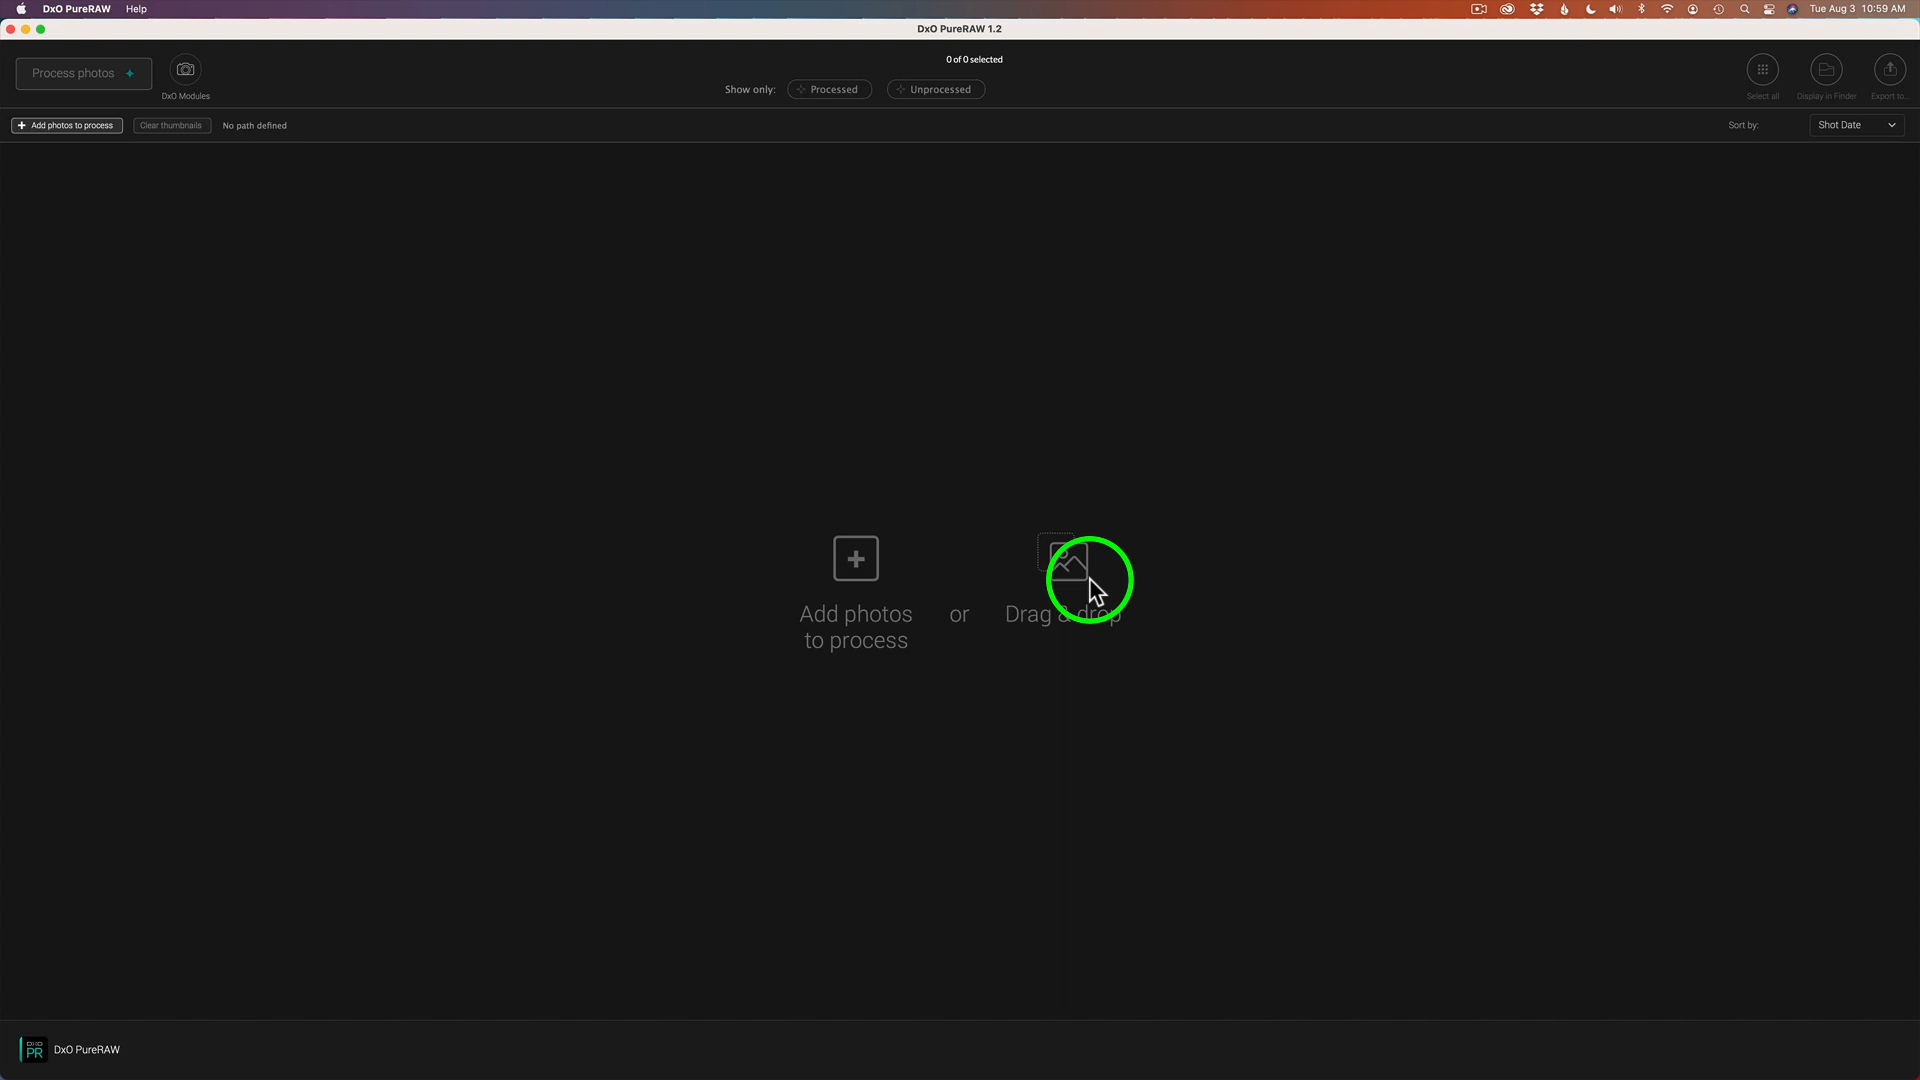 DxO PureRAW Help
Tue Aug 3 10:59 AM
DxO PureRAW 1.2
Process photos
DxO Modules
0 of 0 selected
Show only: Processed Unprocessed
Select all
Display in Finder
Export to...
Add photos to process
Clear thumbnails
No path defined
Sort by: Shot Date
Add photos
to process
or
Drag & drop
DXO
PR
DxO PureRAW